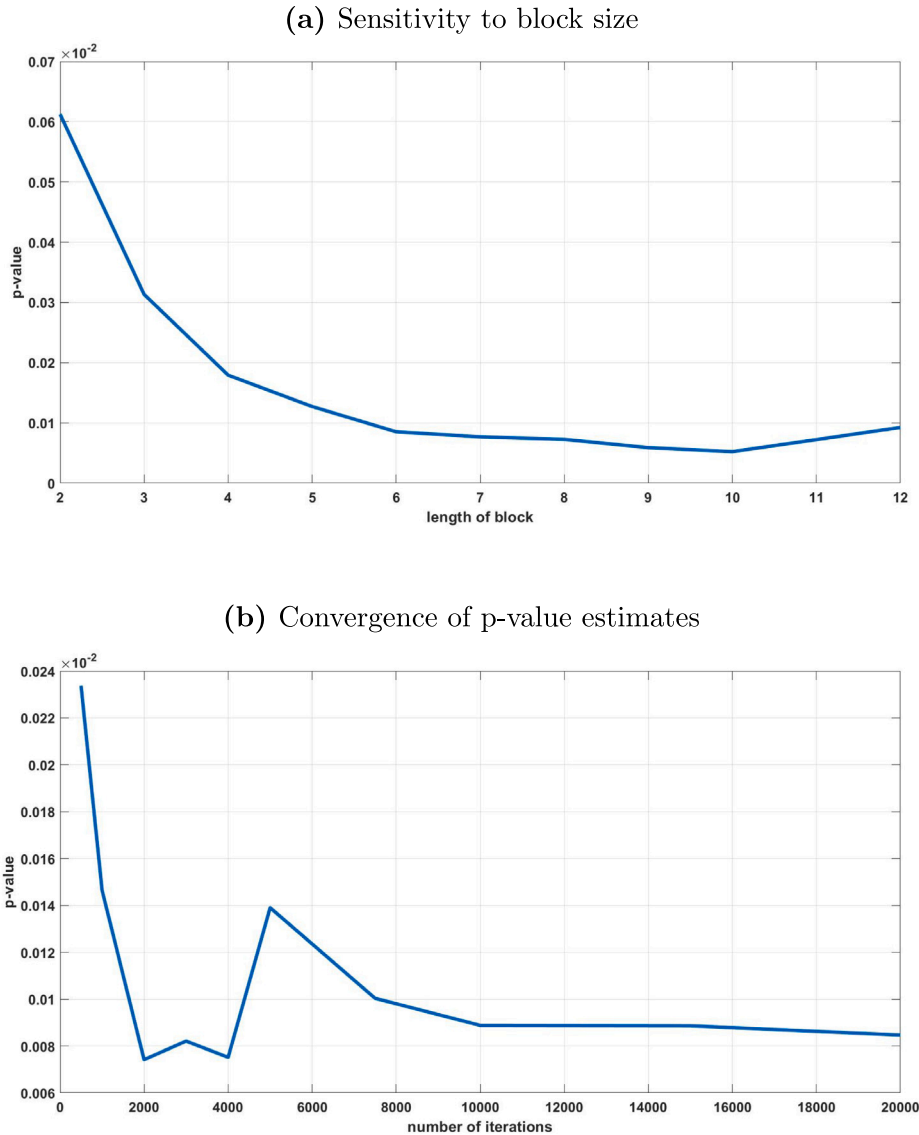 (a) Sensitivity to block size
×10-2
0.07
0.06
0.05
0.04
0.03
0.02
0.01
0
p-value
2 3 4 5 6 7 8 9 10 11 12
length of block
(b) Convergence of p-value estimates
×10-2
0.024
0.022
0.02
0.018
0.016
0.014
0.012
0.01
0.008
0.006
p-value
0 2000 4000 6000 8000 10000 12000 14000 16000 18000 20000
number of iterations